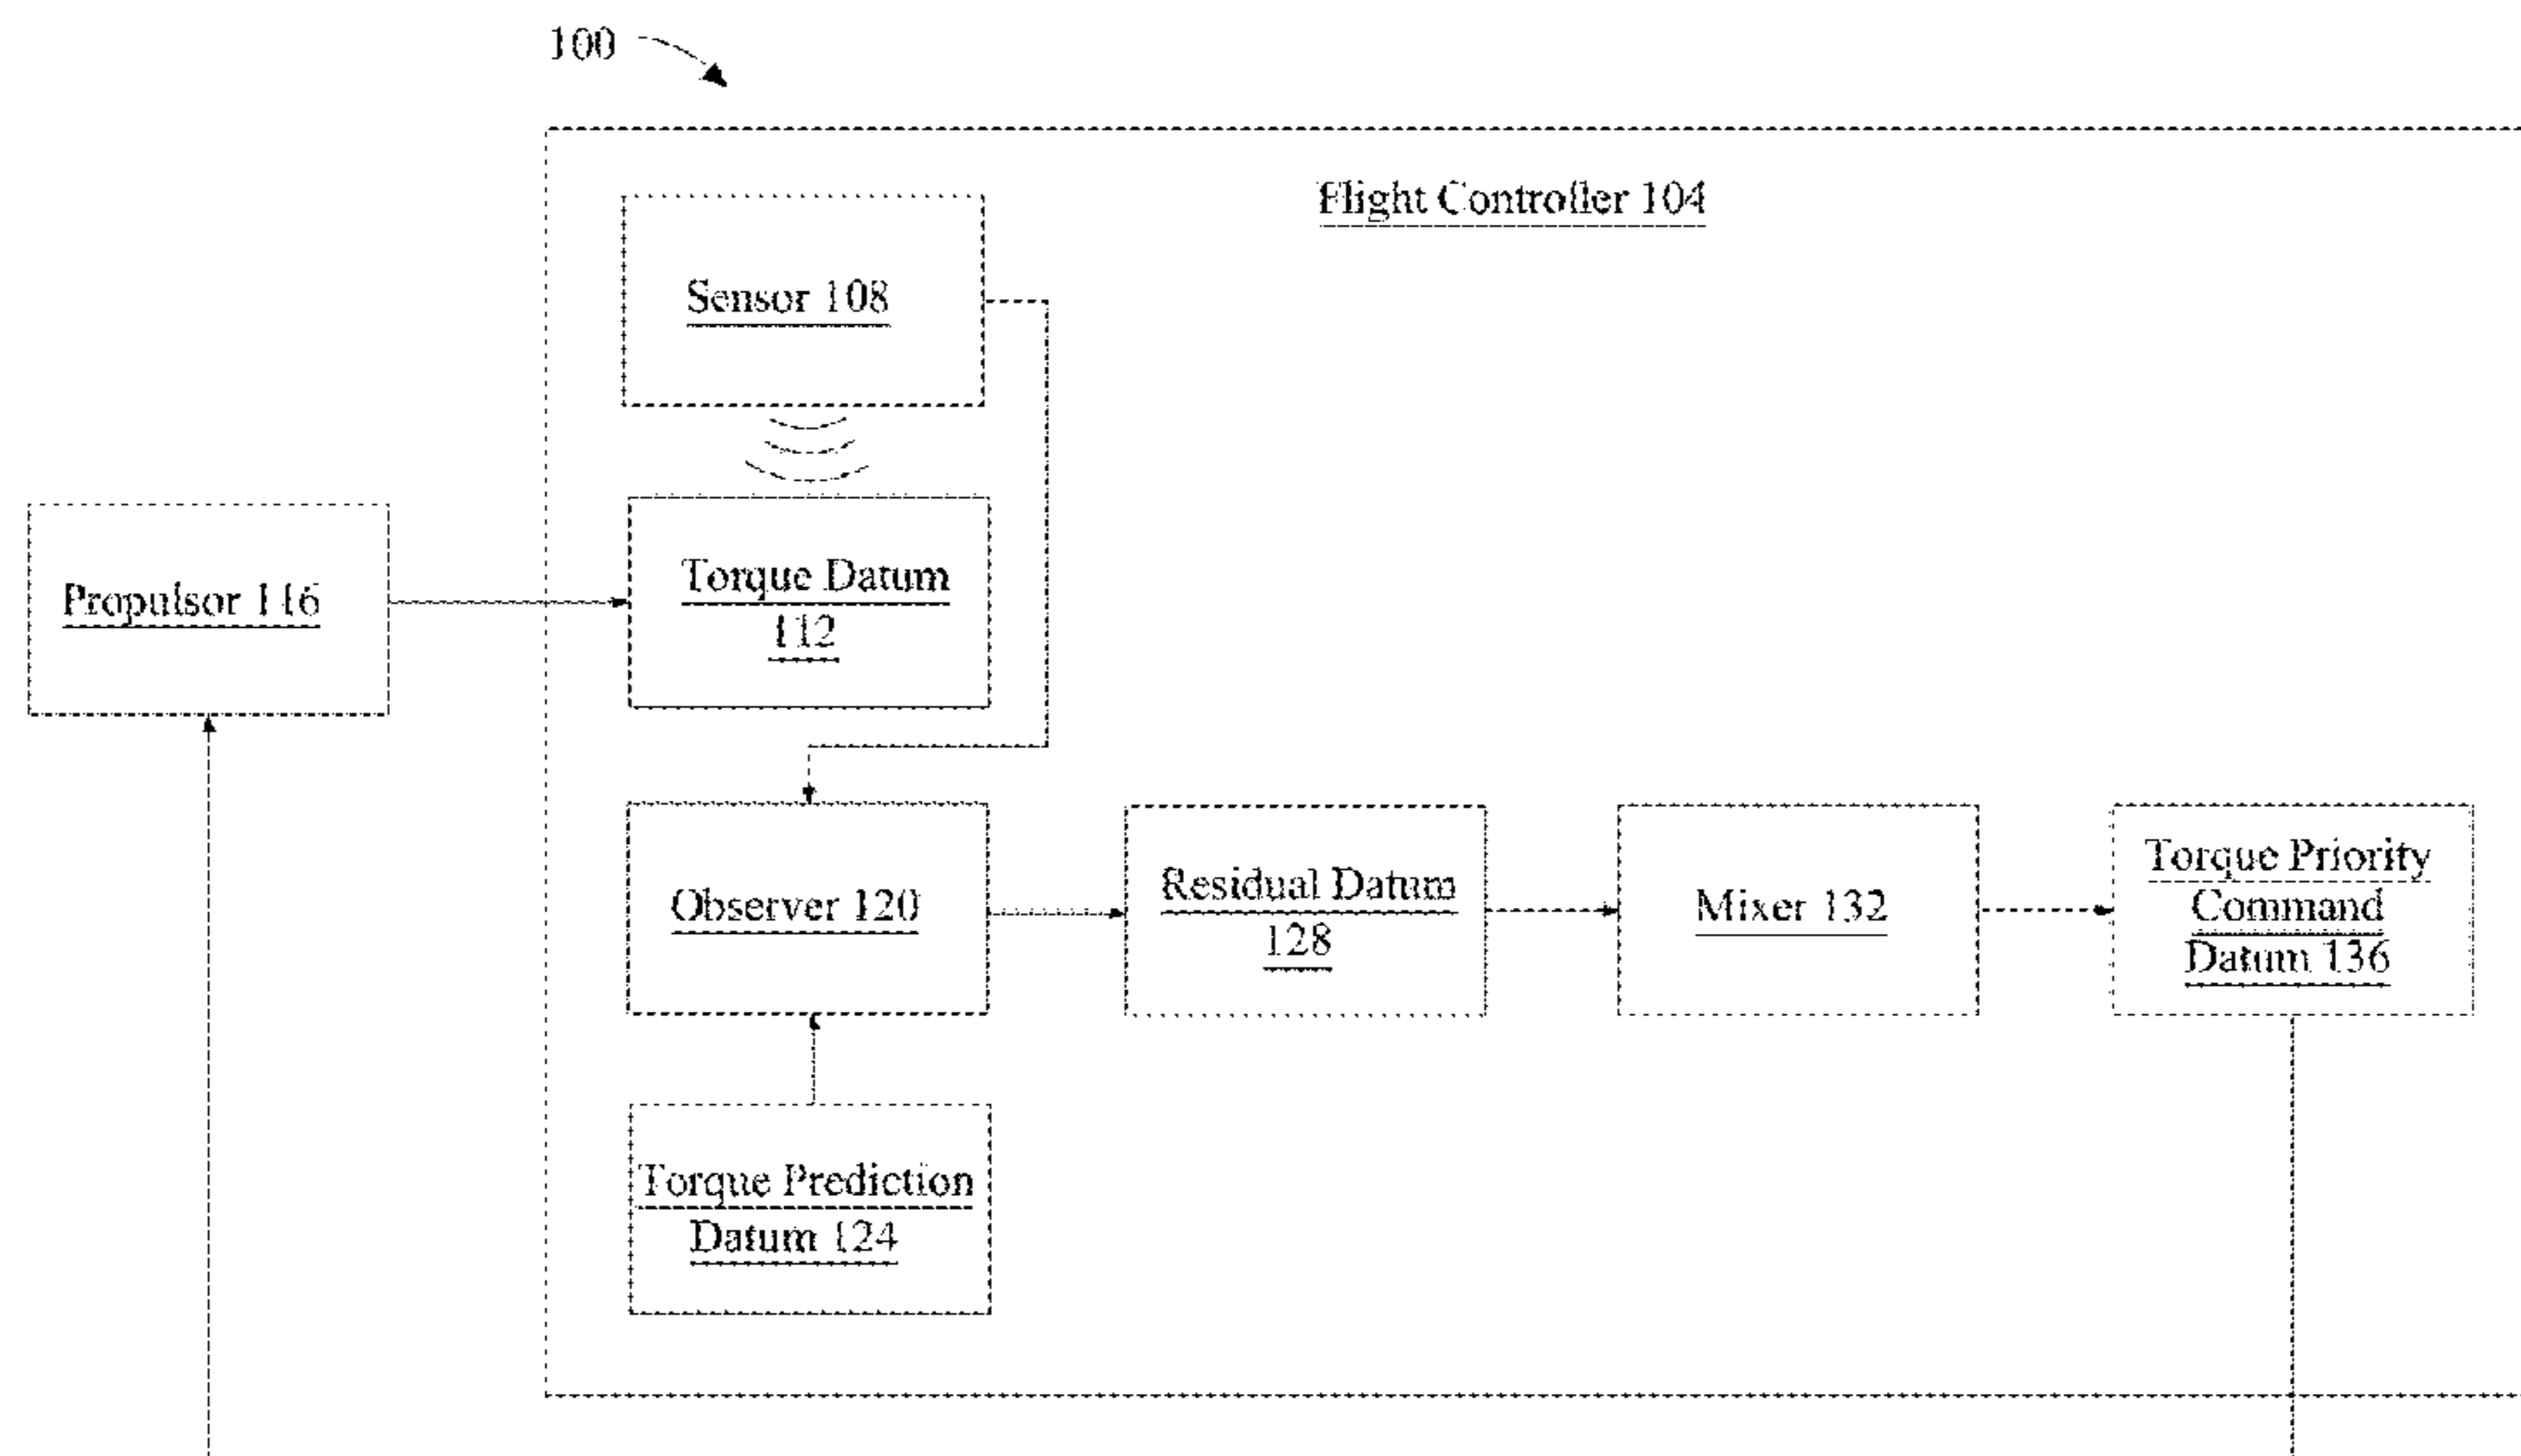 100
Flight Controller 104
Sensor 108
Torque Datum
112
Propulsor 116
Observer 120
Residual Datum
128
Mixer 132
Torque Priority
Command
Datum 136
Torque Prediction
Datum 124